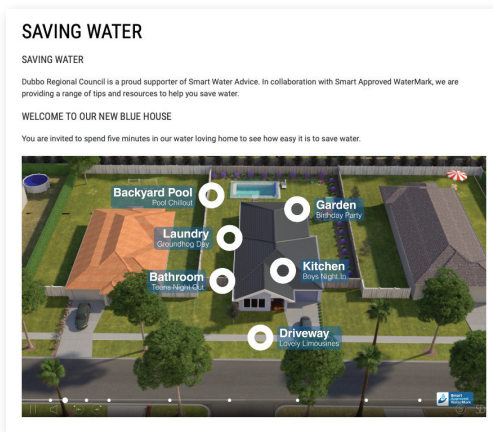 SAVING WATER
SAVING WATER
Dubbo Regional Council is a proud supporter of Smart Water Advice. In collaboration with Smart Approved WaterMark, we are
providing a range of tips and resources to help you save water.
WELCOME TO OUR NEW BLUE HOUSE
You are invited to spend five minutes in our water loving home to see how easy it is to save water.
Backyard Pool
Pool Chillout
Garden
Birthday Party
Laundry
Groundhog Day
Kitchen
Boys Night In
Bathroom
Teens Night Out
Driveway
Lovely Limousines
Smart
Approved
WaterMark